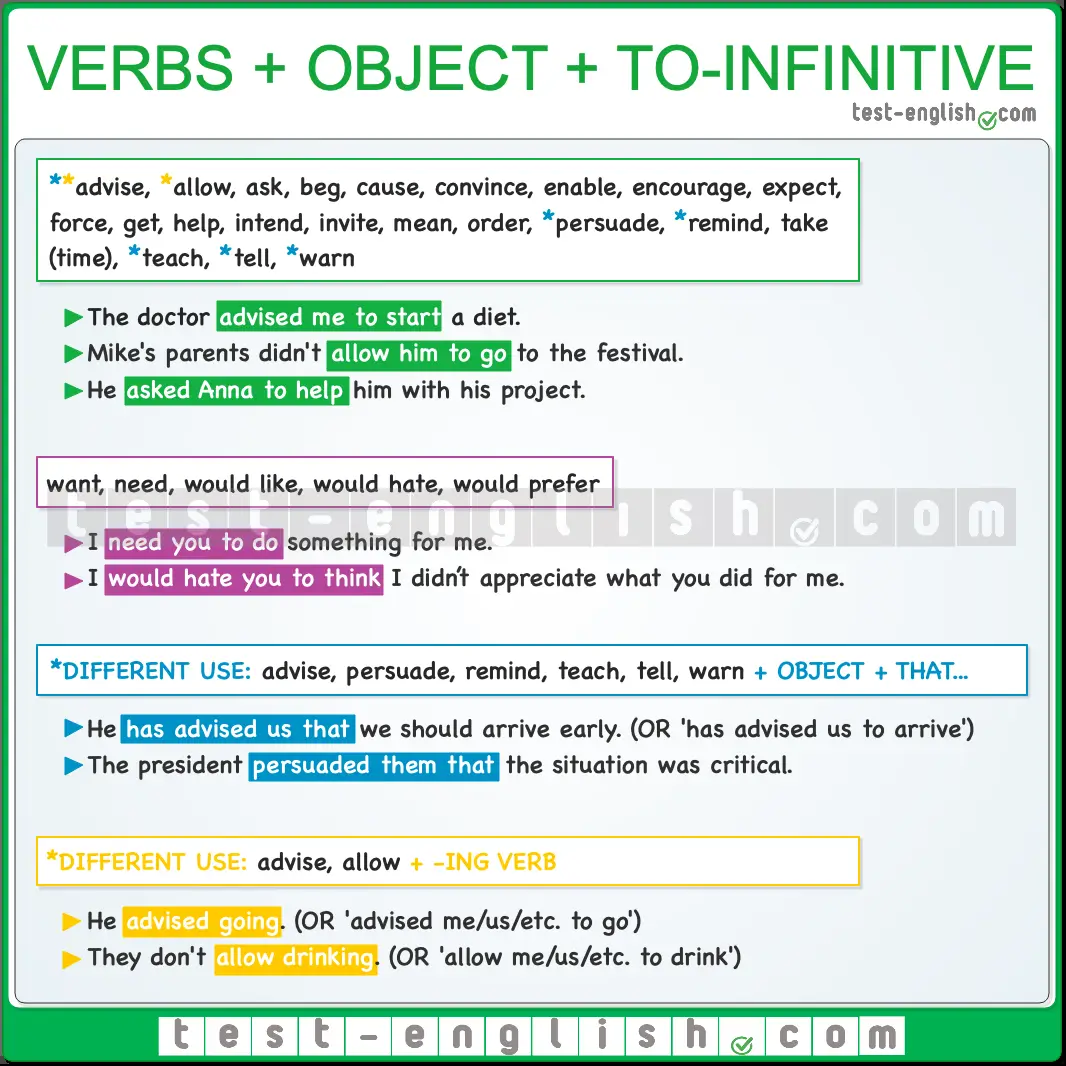 VERBS + OBJECT + TO-INFINITIVE
test-english.com
**advise, *allow, ask, beg, cause, convince, enable, encourage, expect,
force, get, help, intend, invite, mean, order, *persuade, *remind, take
(time), *teach, *tell, *warn
The doctor advised me to start a diet.
Mike's parents didn't allow him to go to the festival.
He asked Anna to help him with his project.
want, need, would like, would hate, would prefer
test-english.com
I need you to do something for me.
I would hate you to think I didn’t appreciate what you did for me.
*DIFFERENT USE: advise, persuade, remind, teach, tell, warn + OBJECT + THAT...
He has advised us that we should arrive early. (OR 'has advised us to arrive')
The president persuaded them that the situation was critical.
*DIFFERENT USE: advise, allow + -ING VERB
He advised going. (OR 'advised me/us/etc. to go')
They don't allow drinking. (OR 'allow me/us/etc. to drink')
test-english.com